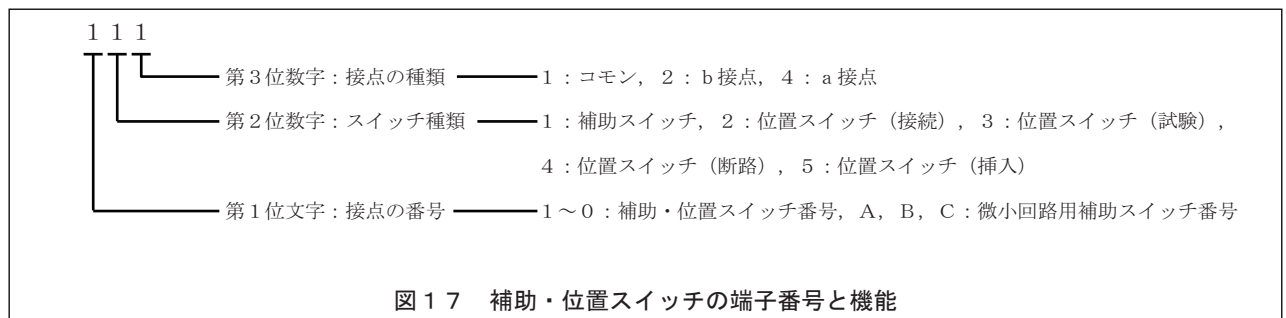 １１１
第３位数字：接点の種類 １：コモン，２：ｂ接点，４：ａ接点
第２位数字：スイッチ種類 １：補助スイッチ，２：位置スイッチ（接続），３：位置スイッチ（試験），
４：位置スイッチ（断路），５：位置スイッチ（挿入）
第１位文字：接点の番号 １～０：補助・位置スイッチ番号，Ａ，Ｂ，Ｃ：微小回路用補助スイッチ番号
図１７　補助・位置スイッチの端子番号と機能